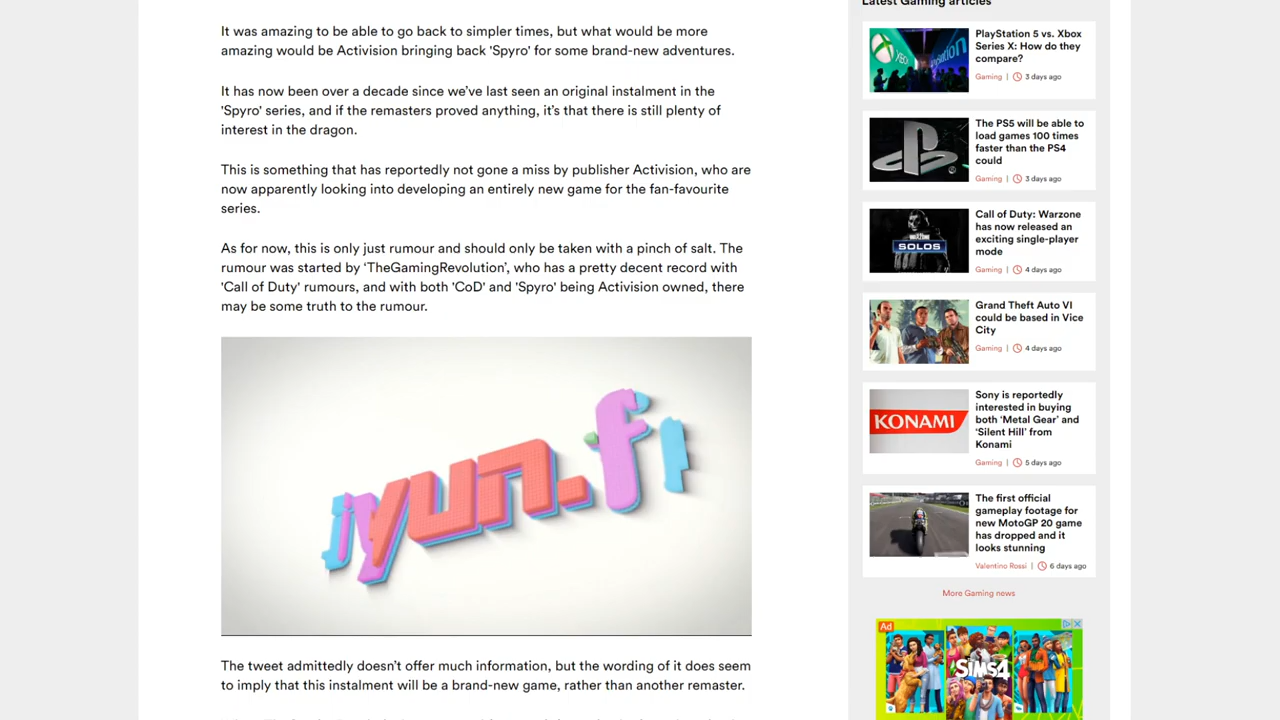 It was amazing to be able to go back to simpler times, but what would be more
amazing would be Activision bringing back 'Spyro' for some brand-new adventures.
It has now been over a decade since we've last seen an original instalment in the
'Spyro' series, and if the remasters proved anything, it's that there is still plenty of
interest in the dragon.
This is something that has reportedly not gone a miss by publisher Activision, who are
now apparently looking into developing an entirely new game for the fan-favourite
series.
As for now, this is only just rumour and should only be taken with a pinch of salt. The
rumour was started by ‘TheGamingRevolution’, who has a pretty decent record with
'Call of Duty' rumours, and with both 'CoD' and 'Spyro' being Activision owned, there
may be some truth to the rumour.
The tweet admittedly doesn’t offer much information, but the wording of it does seem
to imply that this instalment will be a brand-new game, rather than another remaster.
Latest Gaming articles
PlayStation 5 vs. Xbox
Series X: How do they
compare?
Gaming | 3 days ago
The PS5 will be able to
load games 100 times
faster than the PS4
could
Gaming | 3 days ago
SOLOS
Call of Duty: Warzone
has now released an
exciting single-player
mode
Gaming | 4 days ago
Grand Theft Auto VI
could be based in Vice
City
Gaming | 4 days ago
KONAMI
Sony is reportedly
interested in buying
both ‘Metal Gear’ and
‘Silent Hill’ from
Konami
Gaming | 5 days ago
The first official
gameplay footage for
new MotoGP 20 game
has dropped and it
looks stunning
Valentino Rossi | 6 days ago
More Gaming news
Ad
SIMS4